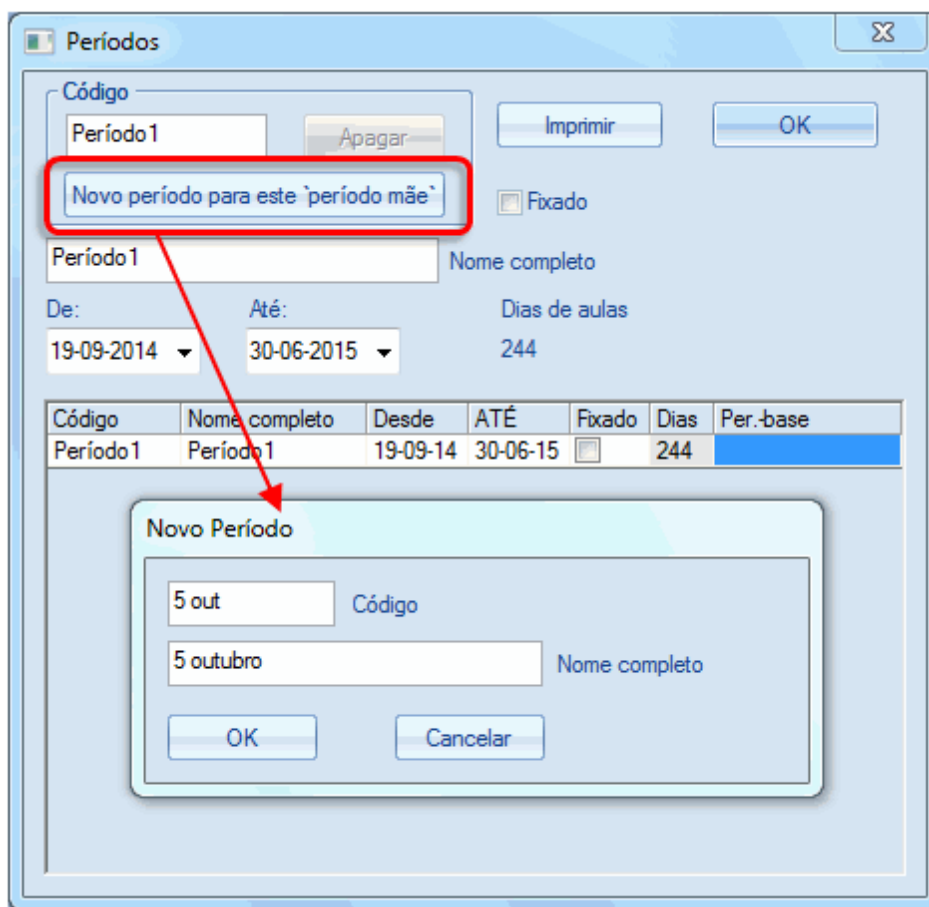 Períodos
Código
Período1
Apagar
Imprimir
OK
Novo período para este `período mãe`
Fixado
Período1
Nome completo
De:
Até:
Dias de aulas
19-09-2014
30-06-2015
244
Código Nome completo Desde ATÉ Fixado Dias Per.-base
Período1 Período1 19-09-14 30-06-15 244
Novo Período
5 out
Código
5 outubro
Nome completo
OK
Cancelar